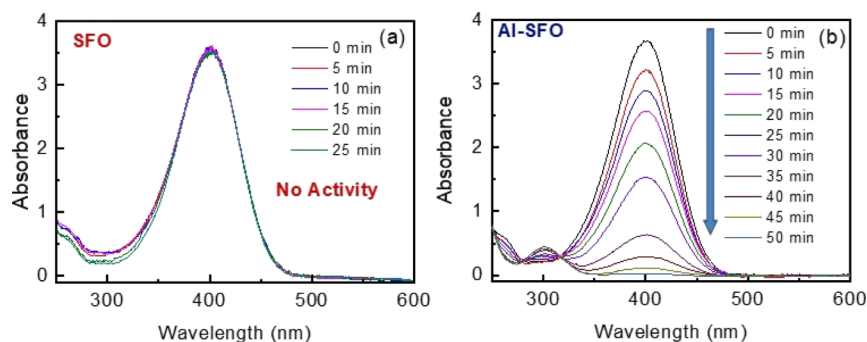 SFO
(a)
0 min
5 min
10 min
15 min
20 min
25 min
No Activity
Absorbance
4
3
2
1
0
300
400
500
600
Wavelength (nm)
Al-SFO
(b)
0 min
5 min
10 min
15 min
20 min
25 min
30 min
35 min
40 min
45 min
50 min
Absorbance
4
3
2
1
0
300
400
500
600
Wavelength (nm)